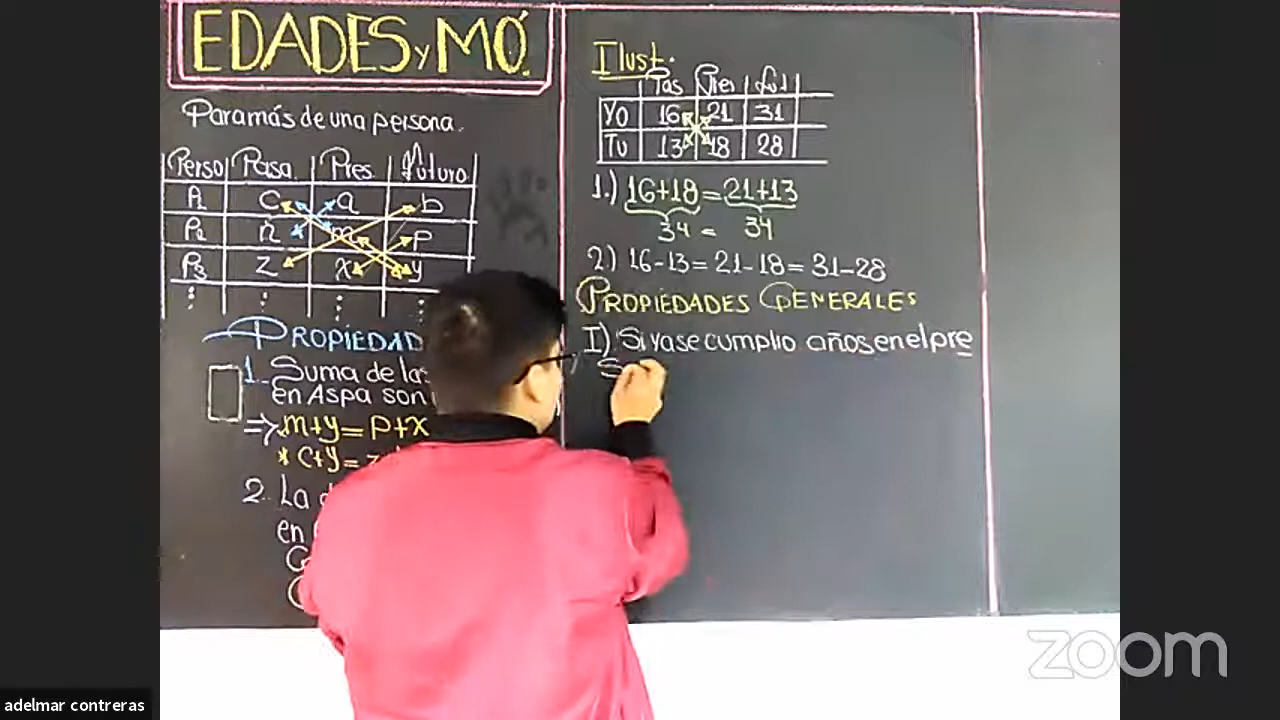 EDADES y MÓ
Para más de una persona.
Perso Pasa. Pres Futuro
P1 c a b
P2 n m p
P3 z x y
PROPIEDAD
1. Suma de las
en Aspa son
=> m+y = p+x
* c+y = z
2. La d
en
Ilust.
Pas Pres Fut
Yo 16 21 31
Tu 13 18 28
1.) 16+18 = 21+13
34 = 34
2) 16-13 = 21-18 = 31-28
PROPIEDADES GENERALES
I) Si ya se cumplio años en el pre
S
zoom
adelmar contreras